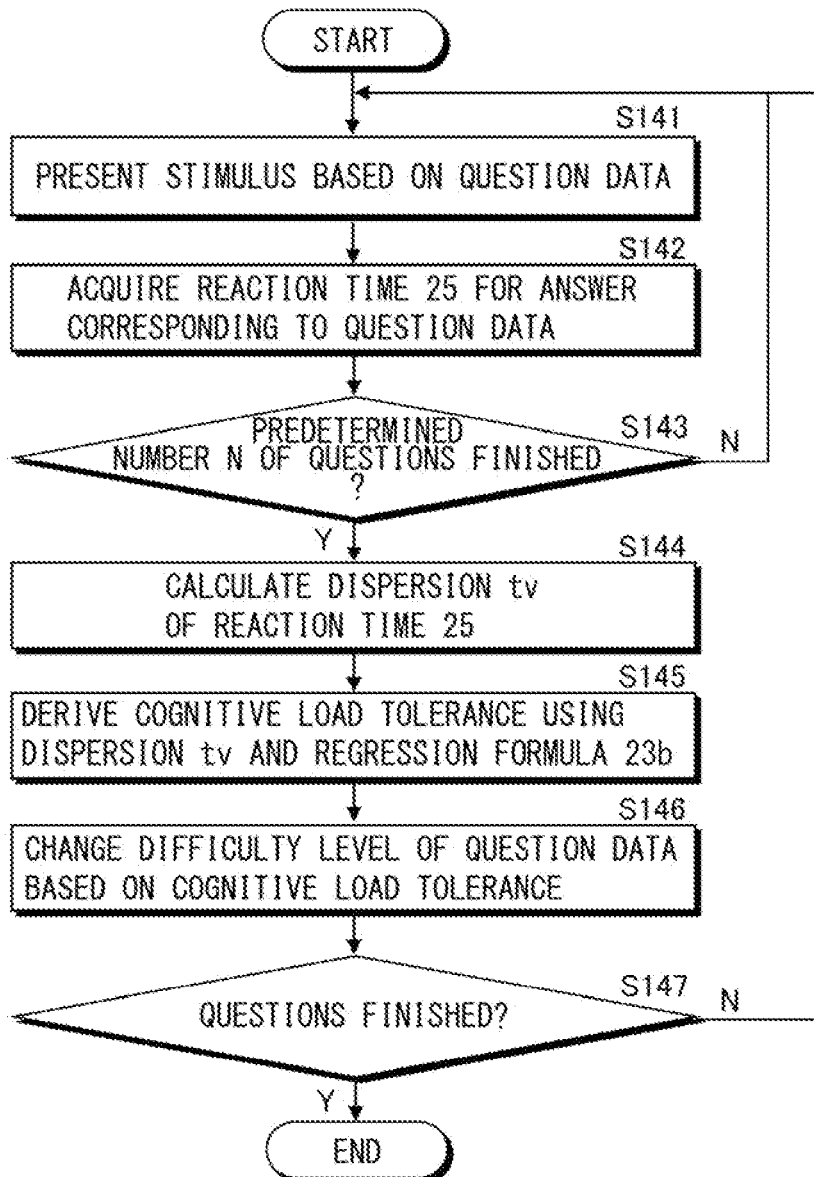 START
S141
PRESENT STIMULUS BASED ON QUESTION DATA
S142
ACQUIRE REACTION TIME 25 FOR ANSWER
CORRESPONDING TO QUESTION DATA
S143
PREDETERMINED
NUMBER N OF QUESTIONS FINISHED
?
N
Y
S144
CALCULATE DISPERSION tv
OF REACTION TIME 25
S145
DERIVE COGNITIVE LOAD TOLERANCE USING
DISPERSION tv AND REGRESSION FORMULA 23b
S146
CHANGE DIFFICULTY LEVEL OF QUESTION DATA
BASED ON COGNITIVE LOAD TOLERANCE
S147
QUESTIONS FINISHED?
N
Y
END